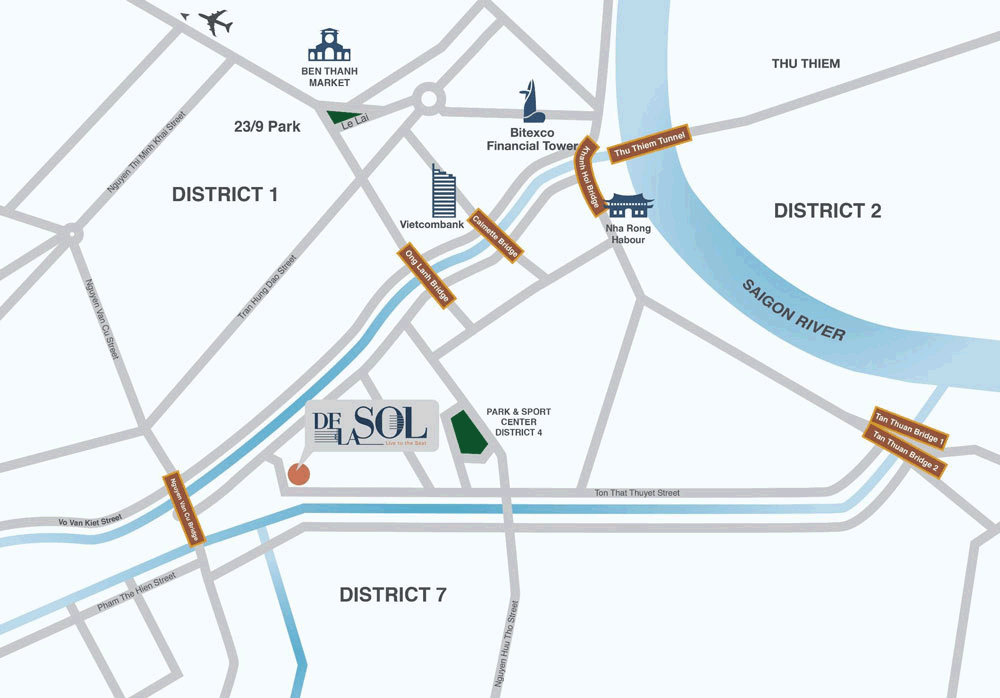 BEN THANH
MARKET
THU THIEM
23/9 Park
Le Lai
Bitexco
Financial Tower
Thu Thiem Tunnel
Khanh Hoi Bridge
Nguyen Thi Minh Khai Street
DISTRICT 1
Vietcombank
Calmette Bridge
Nha Rong
Habour
DISTRICT 2
Ong Lanh Bridge
Nguyen Van Cu Street
Tran Hung Dao Street
SAIGON RIVER
DE LA SOL
Live to the Beat
PARK & SPORT
CENTER
DISTRICT 4
Tan Thuan Bridge 1
Tan Thuan Bridge 2
Nguyen Van Cu Bridge
Ton That Thuyet Street
Vo Van Kiet Street
Pham The Hien Street
DISTRICT 7
Nguyen Huu Tho Street